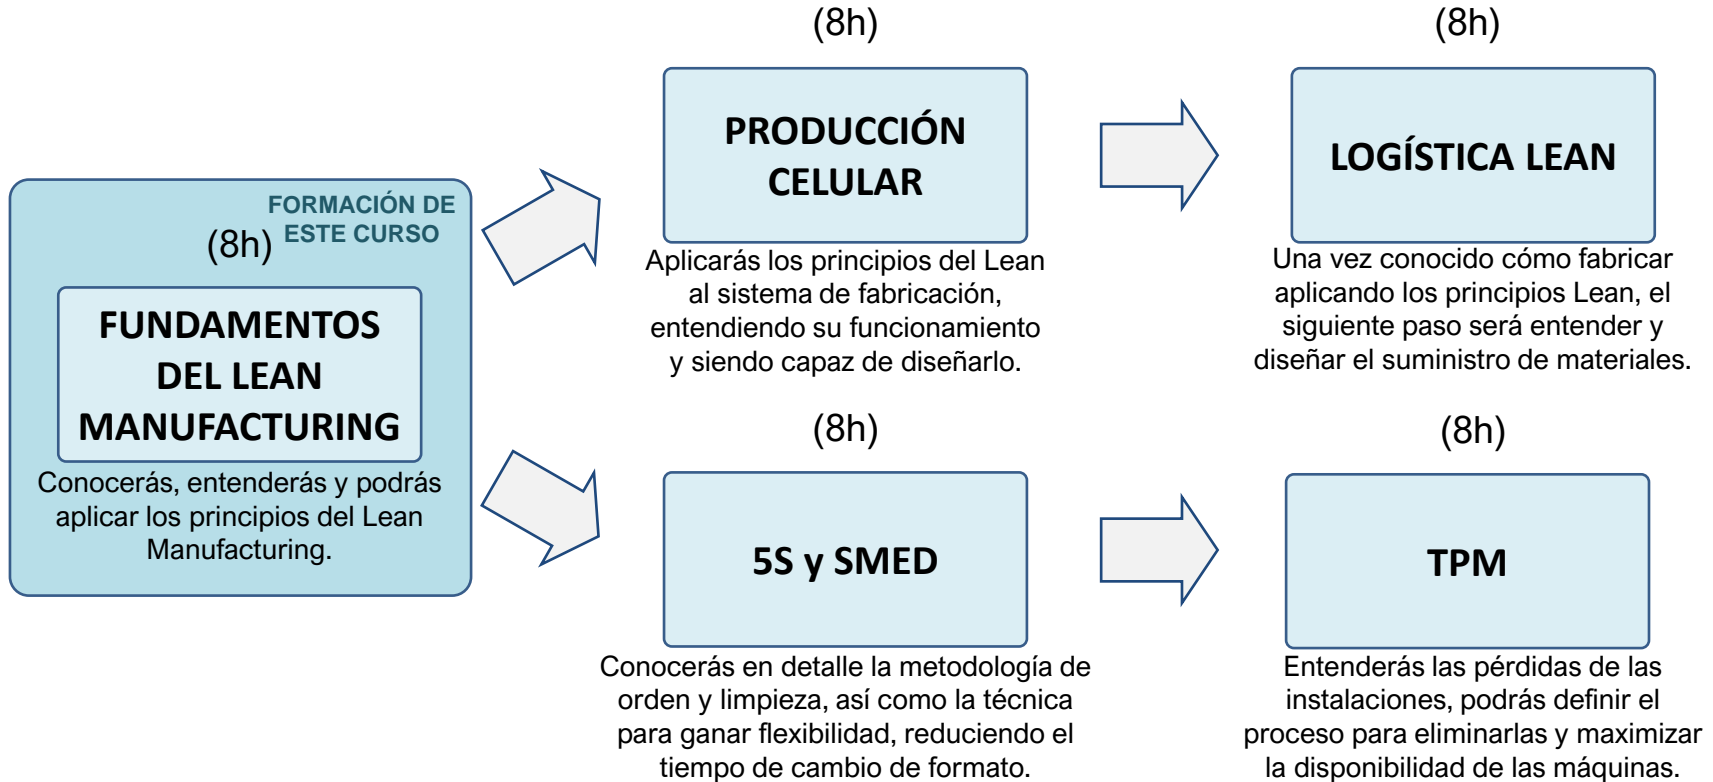 FORMACIÓN DE
ESTE CURSO
(8h)
FUNDAMENTOS
DEL LEAN
MANUFACTURING
Conocerás, entenderás y podrás
aplicar los principios del Lean
Manufacturing.
(8h)
PRODUCCIÓN
CELULAR
Aplicarás los principios del Lean
al sistema de fabricación,
entendiendo su funcionamiento
y siendo capaz de diseñarlo.
(8h)
LOGÍSTICA LEAN
Una vez conocido cómo fabricar
aplicando los principios Lean, el
siguiente paso será entender y
diseñar el suministro de materiales.
(8h)
5S y SMED
Conocerás en detalle la metodología de
orden y limpieza, así como la técnica
para ganar flexibilidad, reduciendo el
tiempo de cambio de formato.
(8h)
TPM
Entenderás las pérdidas de las
instalaciones, podrás definir el
proceso para eliminarlas y maximizar
la disponibilidad de las máquinas.